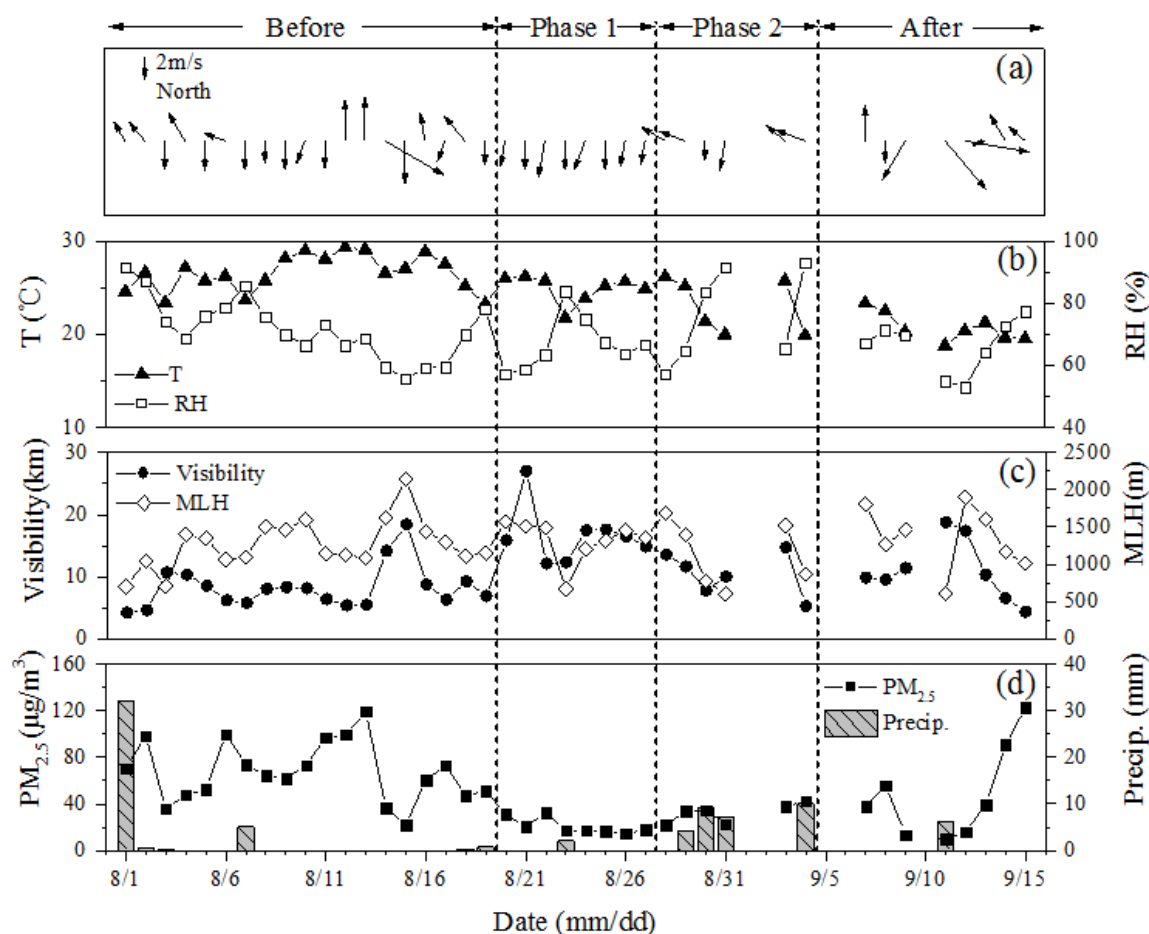 Before Phase 1 Phase 2 After
(a)
2m/s
North
30 100
(b)
80
T (℃) 20 RH (%)
60
T
RH
10 40
30 2500
(c)
Visibility
MLH
2000
20
1500
Visibility(km) MLH(m)
10 1000
500
0 0
160 40
(d)
PM2.5
Precip.
120 30
PM2.5 (μg/m³) Precip. (mm)
80 20
40 10
0 0
8/1 8/6 8/11 8/16 8/21 8/26 8/31 9/5 9/10 9/15
Date (mm/dd)